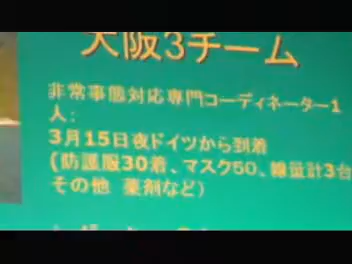 大阪3チーム
非常事態対応専門コーディネーター1
人:
3月15日夜ドイツから到着
(防護服30着、マスク50、線量計3台
その他 薬剤など)